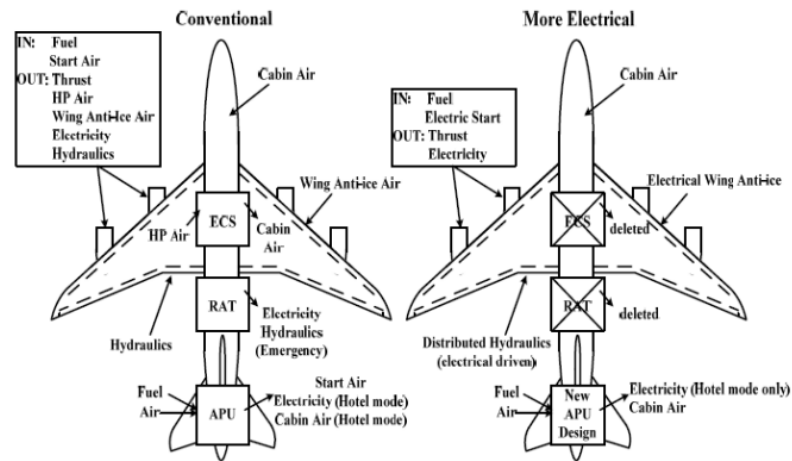 Conventional
IN: Fuel
Start Air
OUT: Thrust
HP Air
Wing Anti-Ice Air
Electricity
Hydraulics
Cabin Air
Wing Anti-ice Air
HP Air
ECS
Cabin
Air
RAT
Electricity
Hydraulics
(Emergency)
Hydraulics
Fuel
Air
APU
Start Air
Electricity (Hotel mode)
Cabin Air (Hotel mode)
More Electrical
IN: Fuel
Electric Start
OUT: Thrust
Electricity
Cabin Air
Electrical Wing Anti-ice
ECS
deleted
RAT
deleted
Distributed Hydraulics
(electrical driven)
Fuel
Air
New
APU
Design
Electricity (Hotel mode only)
Cabin Air